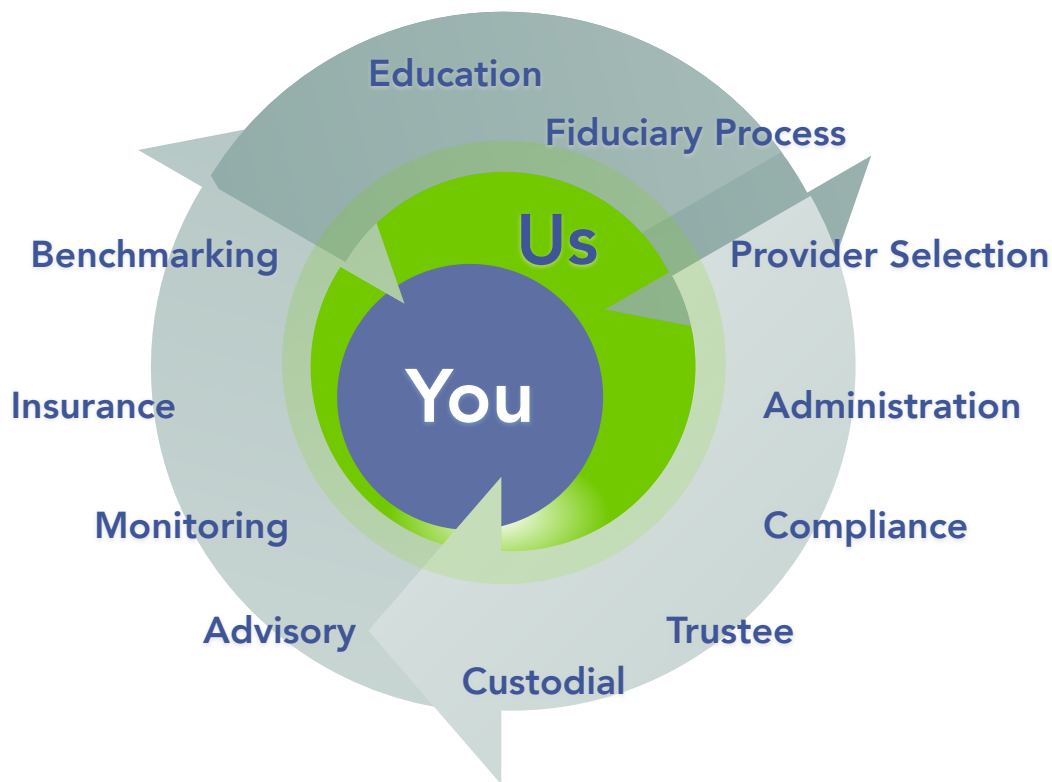 Education
Fiduciary Process
Us
Benchmarking
Provider Selection
You
Insurance
Administration
Monitoring
Compliance
Advisory
Trustee
Custodial